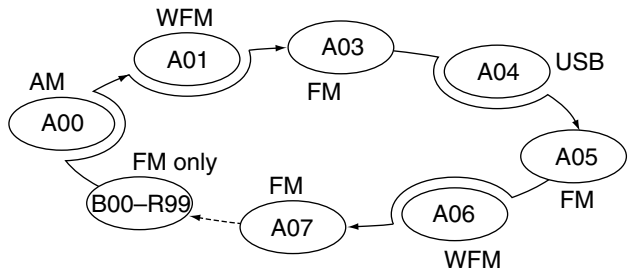 WFM
A01
A03
FM
A04
USB
AM
A00
A05
FM
FM only
B00–R99
FM
A07
A06
WFM